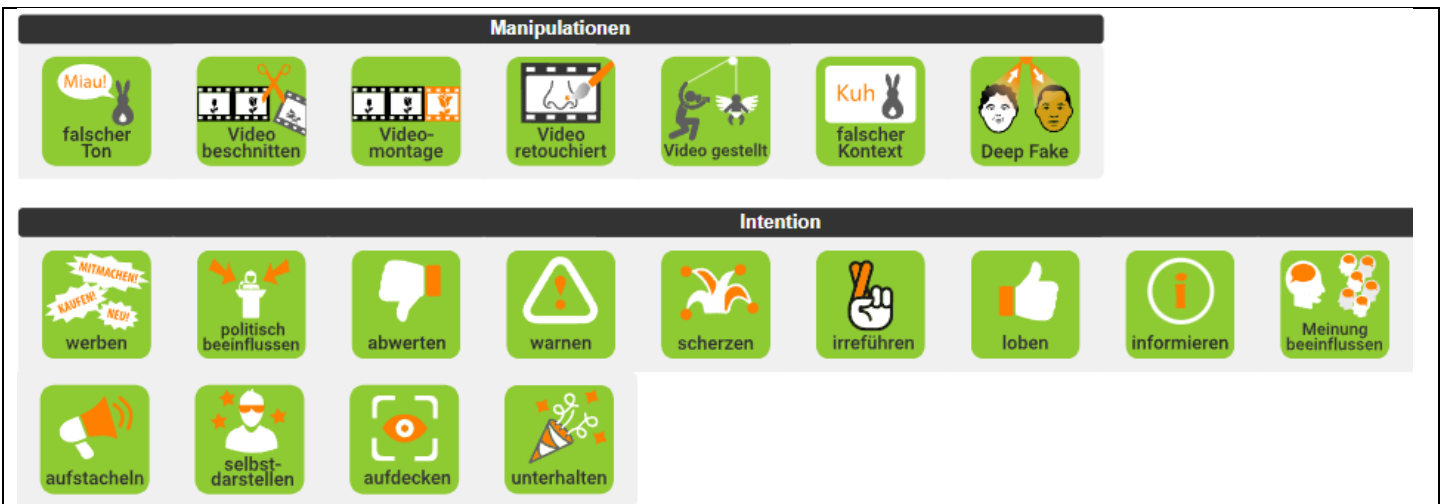 Manipulationen
Miau!
falscher
Ton
Video
beschnitten
Video-
montage
Video
retouchiert
Video gestellt
Kuh
falscher
Kontext
Deep Fake
Intention
MITMACHEN!
KAUFEN!
NEU!
werben
politisch
beeinflussen
abwerten
warnen
scherzen
irreführen
loben
informieren
Meinung
beeinflussen
aufstacheln
selbst-
darstellen
aufdecken
unterhalten